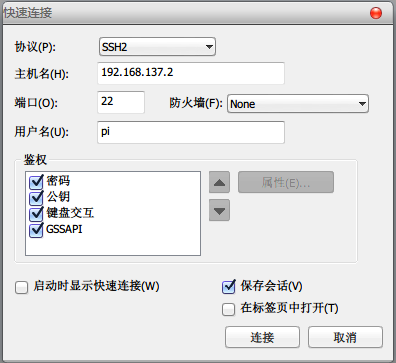 快速连接
协议(P): SSH2
主机名(H): 192.168.137.2
端口(O): 22 防火墙(F): None
用户名(U): pi
鉴权
密码
公钥
键盘交互
GSSAPI
属性(E)...
启动时显示快速连接(W) 保存会话(V)
在标签页中打开(T)
连接 取消